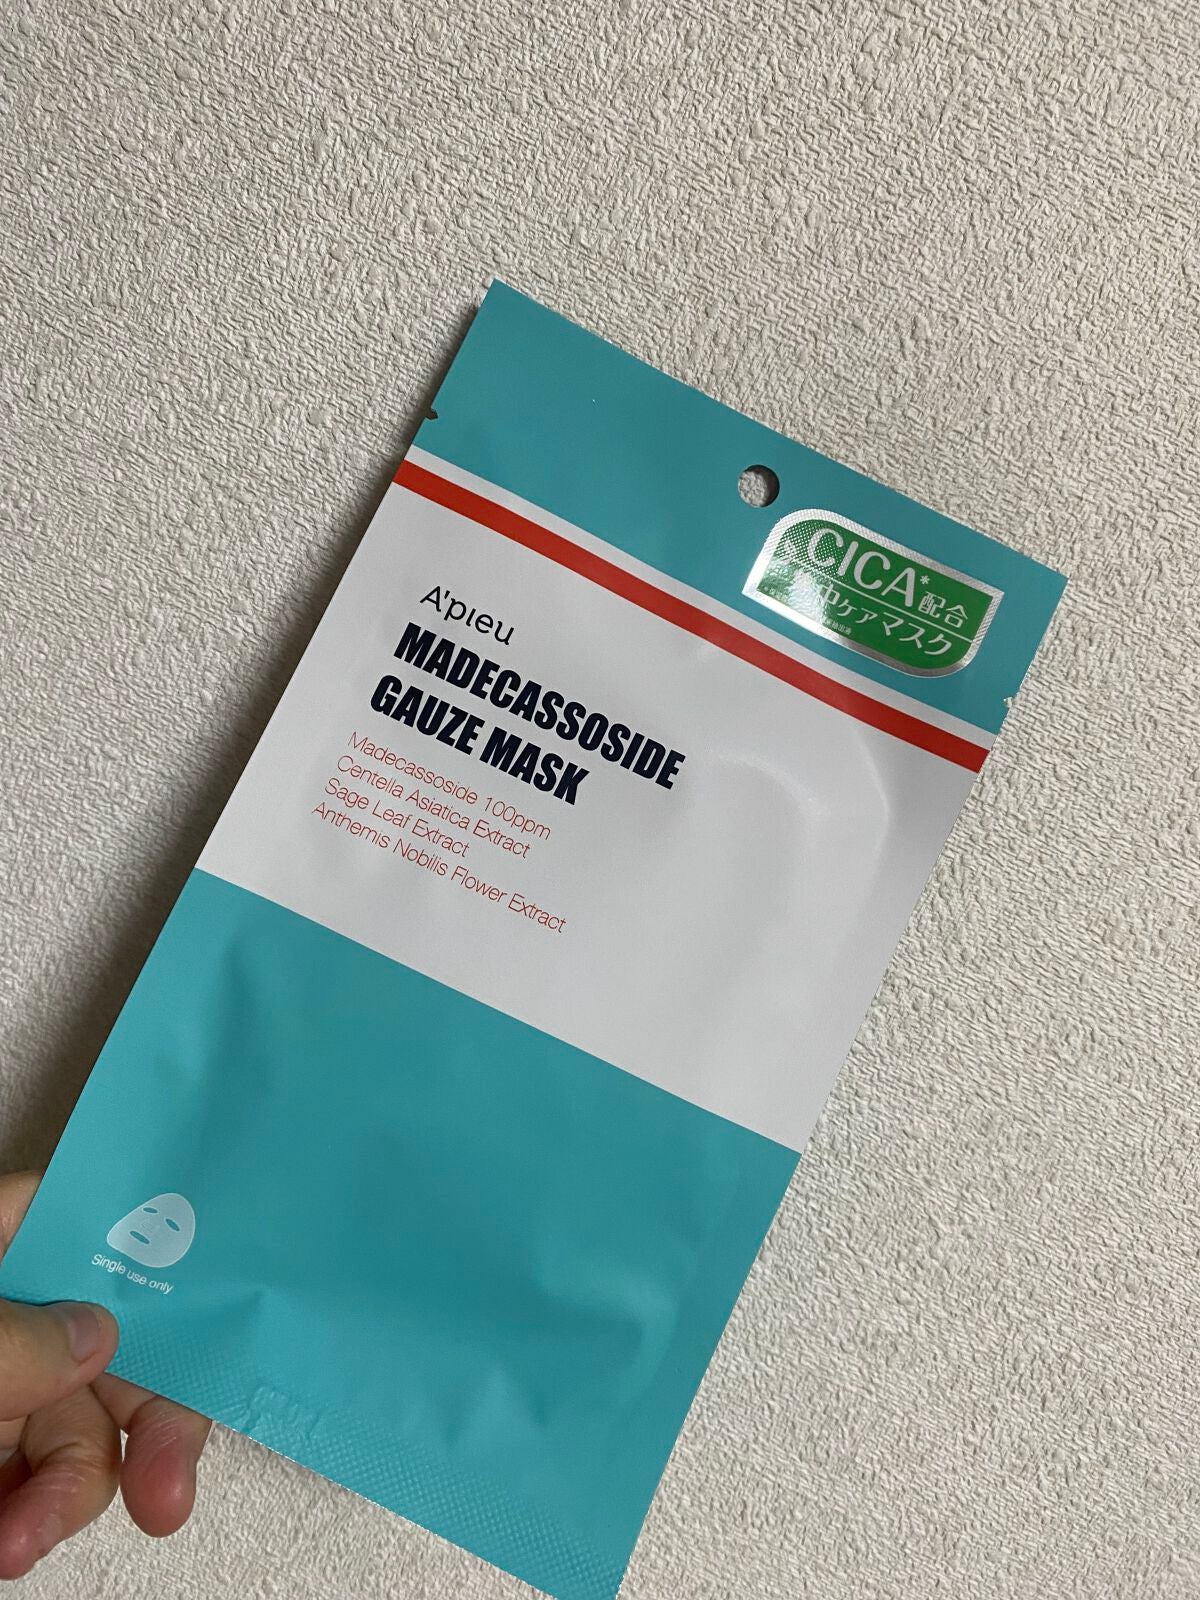 CICA*配合
中ケアマスク
A'pieu
MADECASSOSIDE
GAUZE MASK
Madecassoside 100ppm
Centella Asiatica Extract
Sage Leaf Extract
Anthemis Nobilis Flower Extract
Single use only